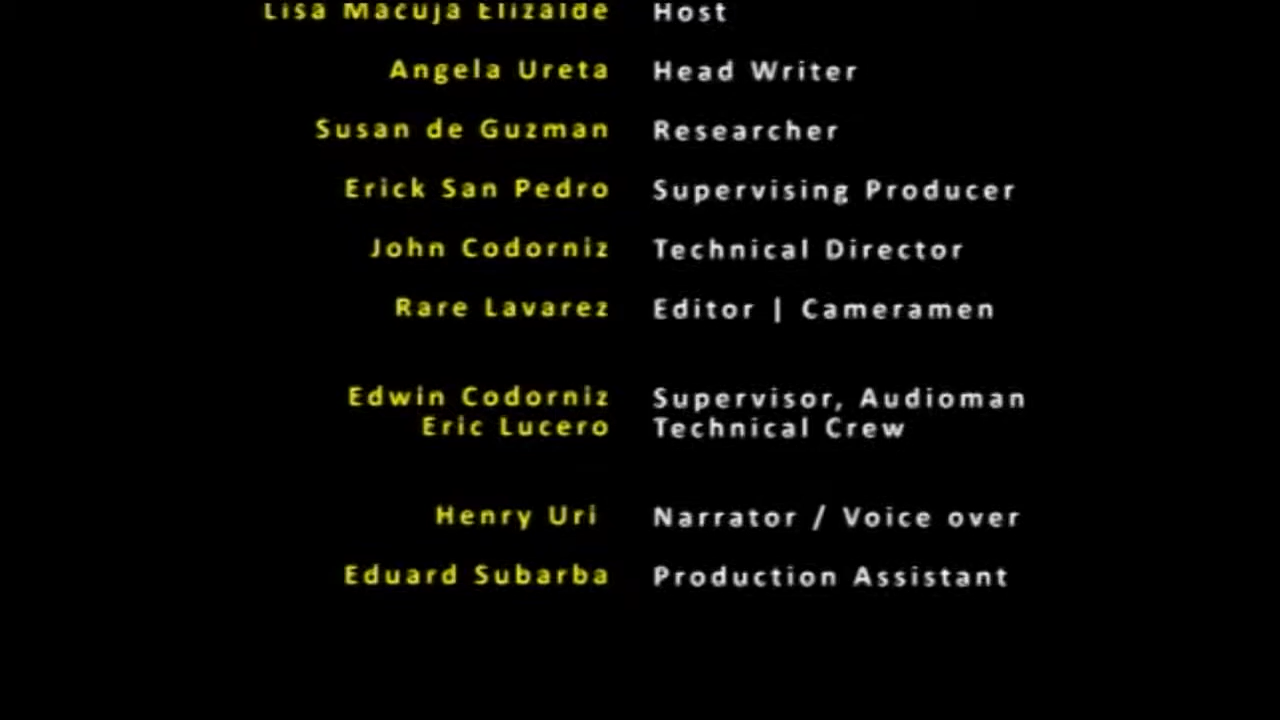 Lisa Macuja Elizalde Host
Angela Ureta Head Writer
Susan de Guzman Researcher
Erick San Pedro Supervising Producer
John Codorniz Technical Director
Rare Lavarez Editor | Cameramen
Edwin Codorniz Supervisor, Audioman
Eric Lucero Technical Crew
Henry Uri Narrator / Voice over
Eduard Subarba Production Assistant